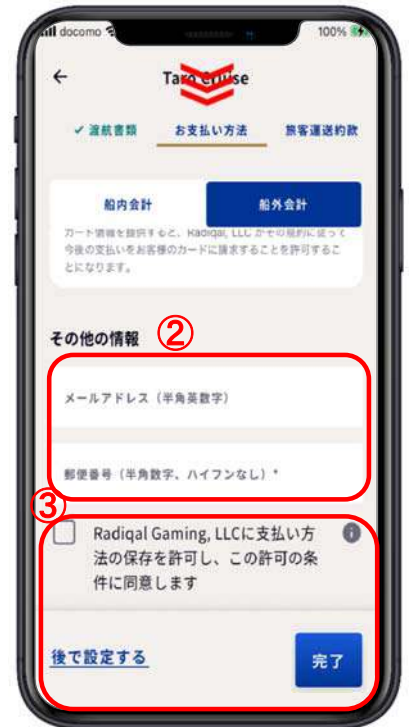 docomo
100%
←
Taro Cruise
✓ 渡航書類 お支払い方法 旅客運送約款
船内会計 船外会計
カード情報を提供すると、Radiqal, LLC がその規約に従って
今後の支払いをお客様のカードに請求することを許可するこ
とになります。
その他の情報 ②
メールアドレス（半角英数字）
郵便番号（半角数字、ハイフンなし）*
③
Radiqal Gaming, LLCに支払い方
法の保存を許可し、この許可の条
件に同意します
後で設定する 完了